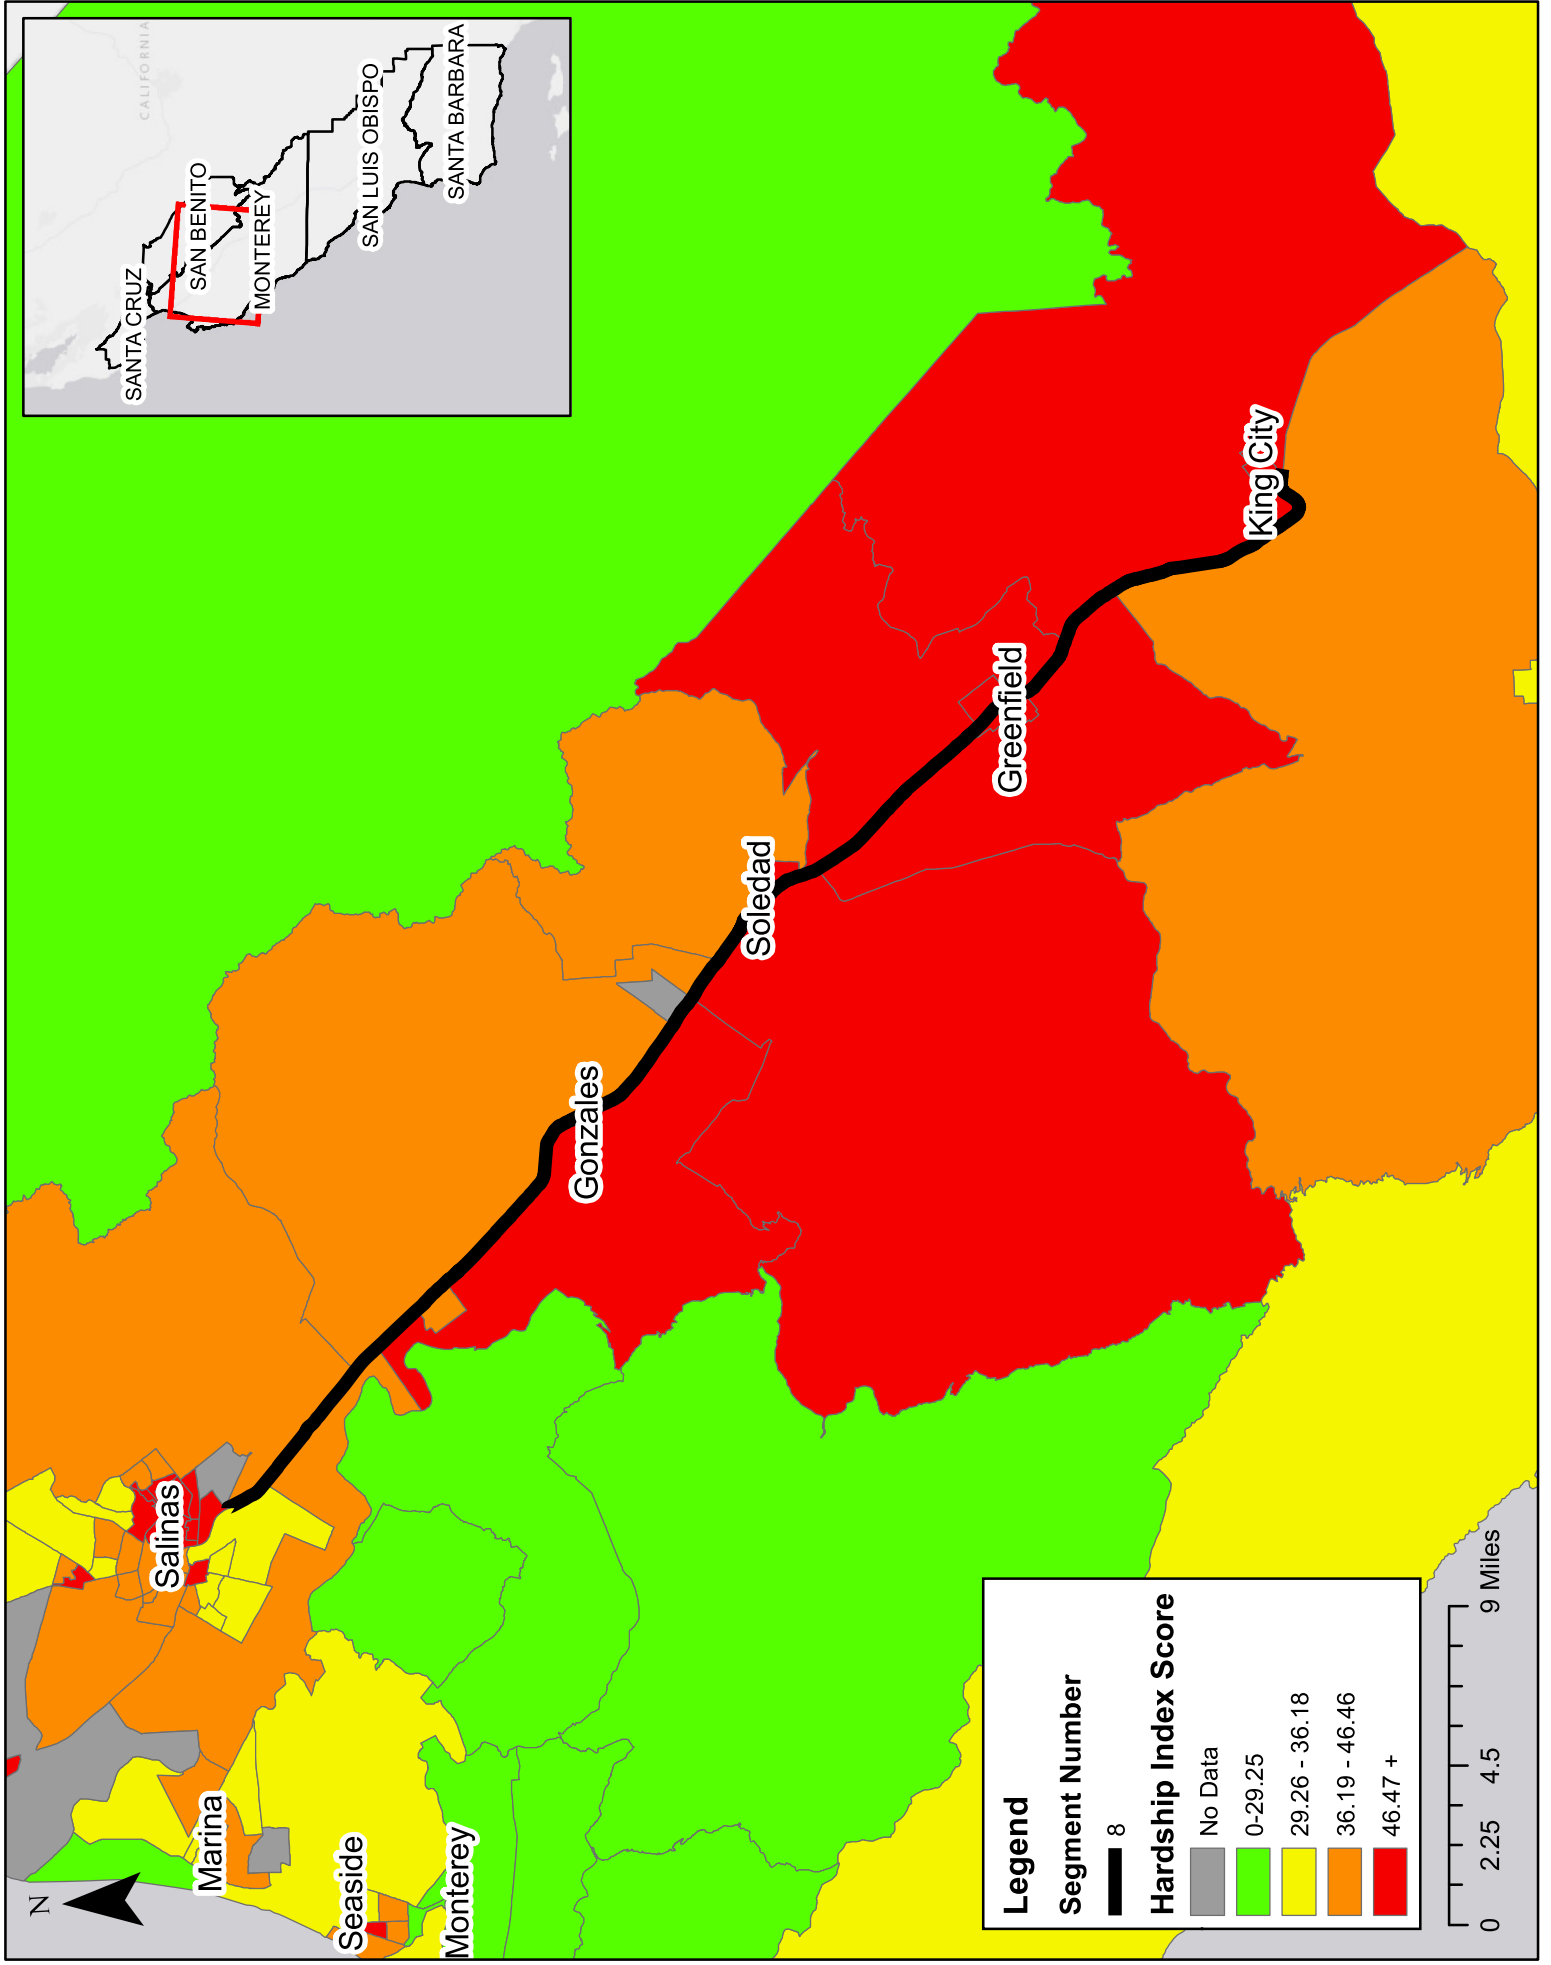 CALIFORNIA
SANTA CRUZ
SAN BENITO
MONTEREY
SAN LUIS OBISPO
SANTA BARBARA
N
Salinas
Marina
Seaside
Monterey
Gonzales
Soledad
Greenfield
King City
Legend
Segment Number
8
Hardship Index Score
No Data
0-29.25
29.26 - 36.18
36.19 - 46.46
46.47 +
0 2.25 4.5 9 Miles